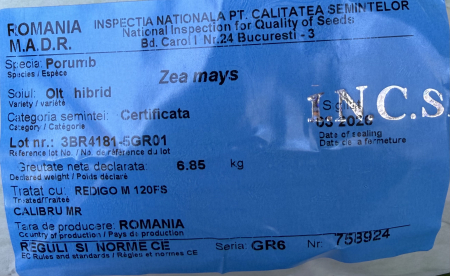 ROMANIA
M.A.D.R.
INSPECTIA NATIONALA PT. CALITATEA SEMINTELOR
National Inspection for Quality of Seeds
Bd. Carol I Nr.24 Bucuresti - 3
Specia: Porumb
Species / Espèce
Zea mays
Soiul: Olt hibrid
Variety / variété
Categoria semintei: Certificata
Category / Catégorie
I.N.C.S.
2020
Date of sealing
Date de la fermeture
Lot nr.: 3BR4181-5GR01
Reference lot No. / No. de référence du lot
Greutate neta declarata: 6.85 kg
Declared weight / Poids déclaré
Tratat cu: REDIGO M 120FS
Treated/Traiteé
CALIBRU MR
Tara de producere: ROMANIA
Country of production / Pays de production
REGULI SI NORME CE
EC Rules and standards / Règles et normes CE
Seria: GR6 Nr. 758924